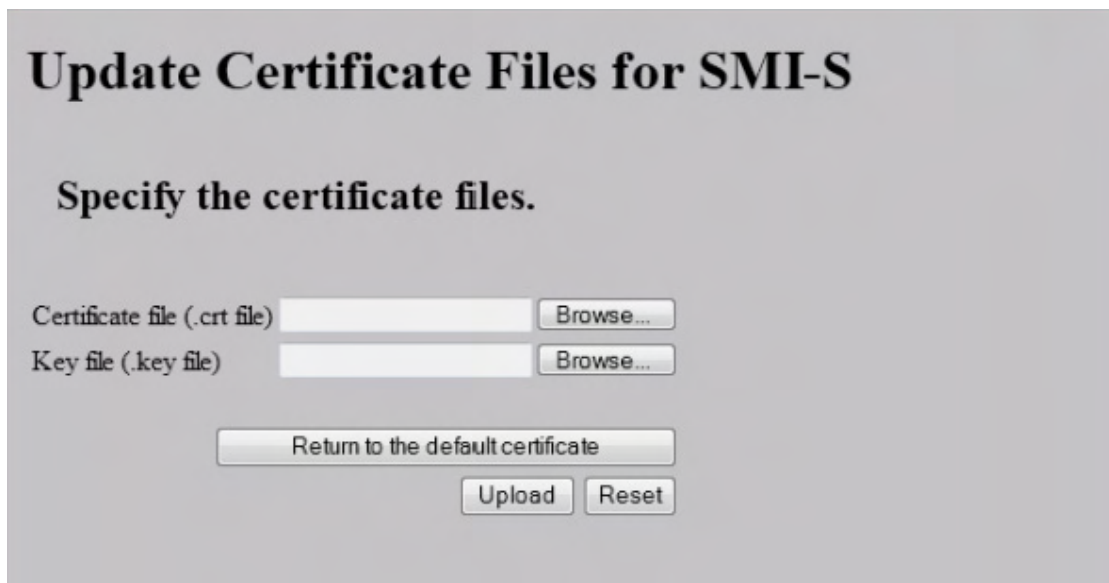 Update Certificate Files for SMI-S
Specify the certificate files.
Certificate file (.crt file) Browse...
Key file (.key file) Browse...
Return to the default certificate
Upload Reset